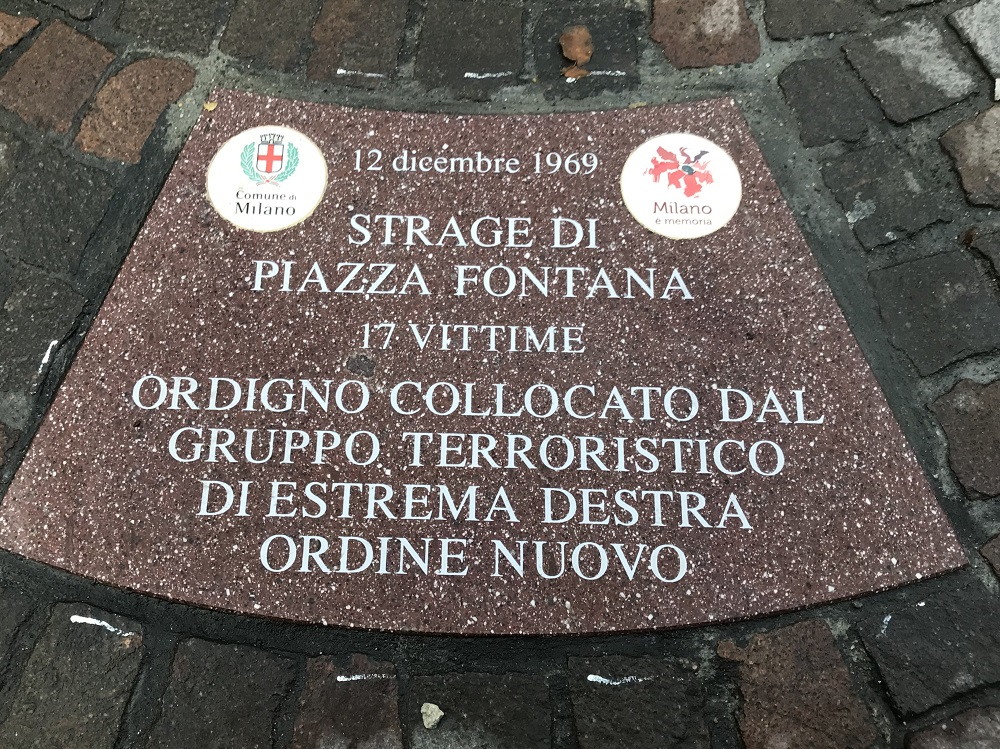 12 dicembre 1969
Comune di
Milano
Milano
e memoria
STRAGE DI
PIAZZA FONTANA
17 VITTIME
ORDIGNO COLLOCATO DAL
GRUPPO TERRORISTICO
DI ESTREMA DESTRA
ORDINE NUOVO